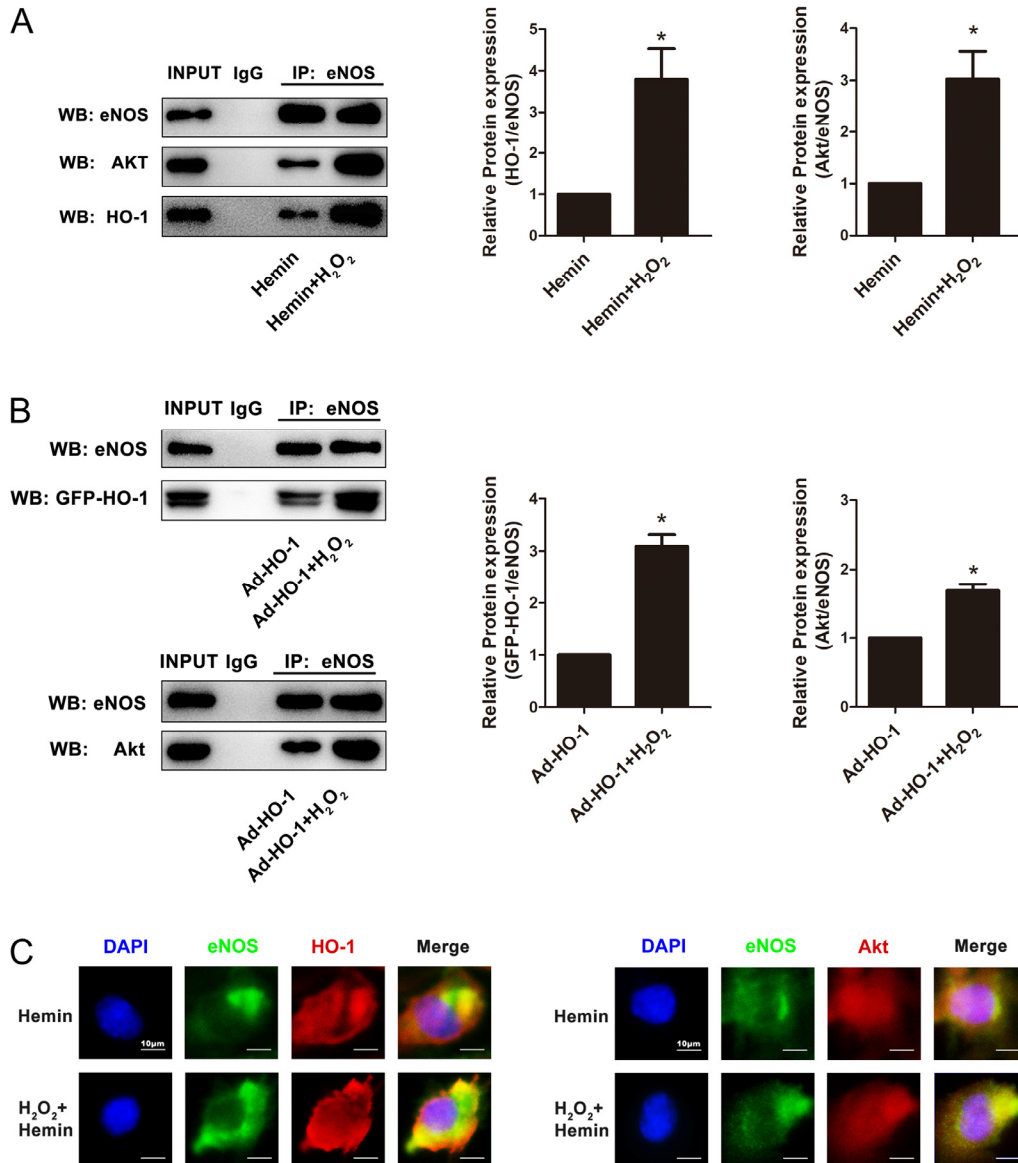 A
INPUT IgG IP: eNOS
WB: eNOS
WB: AKT
WB: HO-1
Hemin
Hemin+H₂O₂
Relative Protein expression
(HO-1/eNOS)
5
4
3
2
1
0
*
Hemin
Hemin+H₂O₂
Relative Protein expression
(Akt/eNOS)
4
3
2
1
0
*
Hemin
Hemin+H₂O₂
B
INPUT IgG IP: eNOS
WB: eNOS
WB: GFP-HO-1
Ad-HO-1
Ad-HO-1+H₂O₂
INPUT IgG IP: eNOS
WB: eNOS
WB: Akt
Ad-HO-1
Ad-HO-1+H₂O₂
Relative Protein expression
(GFP-HO-1/eNOS)
4
3
2
1
0
*
Ad-HO-1
Ad-HO-1+H₂O₂
Relative Protein expression
(Akt/eNOS)
3
2
1
0
*
Ad-HO-1
Ad-HO-1+H₂O₂
C
DAPI eNOS HO-1 Merge
Hemin
10μm
H₂O₂+
Hemin
DAPI eNOS Akt Merge
Hemin
10μm
H₂O₂+
Hemin